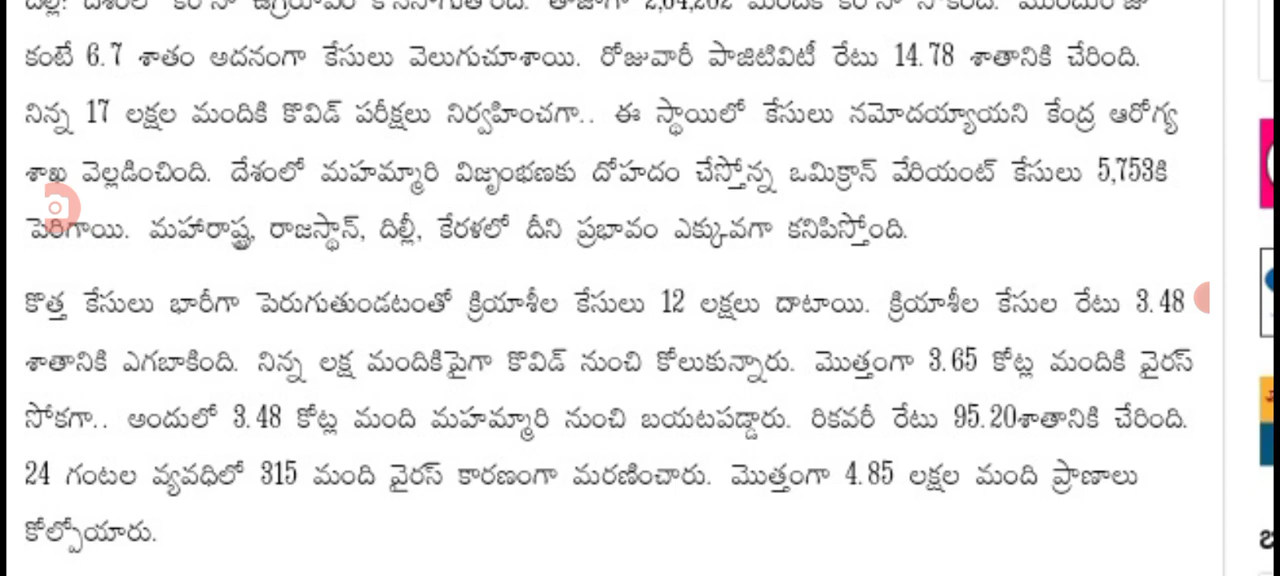 కంటే 6.7 శాతం అదనంగా కేసులు వెలుగుచూశాయి. రోజువారీ పాజిటివిటీ రేటు 14.78 శాతానికి చేరింది.
నిన్న 17 లక్షల మందికి కొవిడ్ పరీక్షలు నిర్వహించగా.. ఈ స్థాయిలో కేసులు నమోదయ్యాయని కేంద్ర ఆరోగ్య
శాఖ వెల్లడించింది. దేశంలో మహమ్మారి విజృంభణకు దోహదం చేస్తోన్న ఒమిక్రాన్ వేరియంట్ కేసులు 5,753కి
పెరిగాయి. మహారాష్ట్ర, రాజస్థాన్, దిల్లీ, కేరళలో దీని ప్రభావం ఎక్కువగా కనిపిస్తోంది.
కొత్త కేసులు భారీగా పెరుగుతుండటంతో క్రియాశీల కేసులు 12 లక్షలు దాటాయి. క్రియాశీల కేసుల రేటు 3.48
శాతానికి ఎగబాకింది. నిన్న లక్ష మందికిపైగా కొవిడ్ నుంచి కోలుకున్నారు. మొత్తంగా 3.65 కోట్ల మందికి వైరస్
సోకగా.. అందులో 3.48 కోట్ల మంది మహమ్మారి నుంచి బయటపడ్డారు. రికవరీ రేటు 95.20శాతానికి చేరింది.
24 గంటల వ్యవధిలో 315 మంది వైరస్ కారణంగా మరణించారు. మొత్తంగా 4.85 లక్షల మంది ప్రాణాలు
కోల్పోయారు.